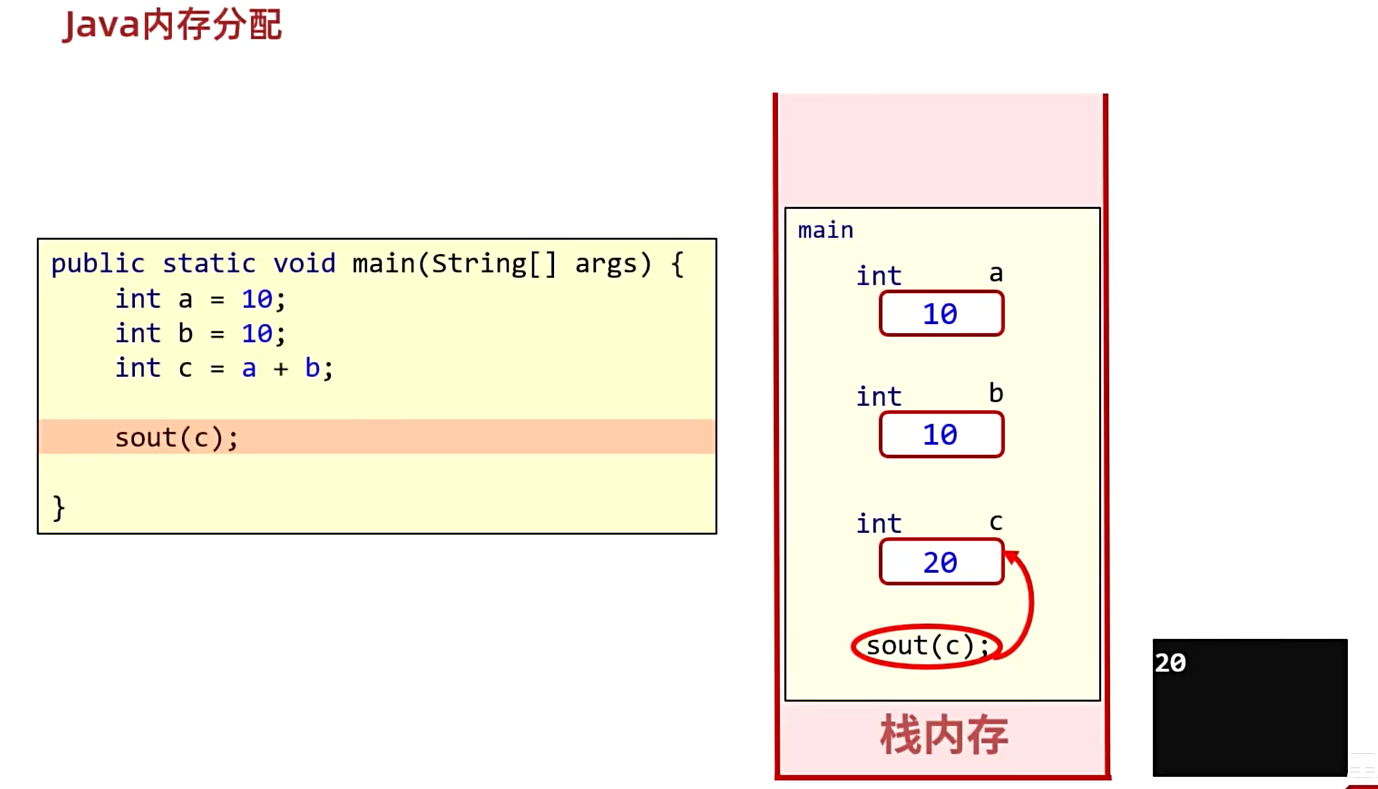 Java内存分配
public static void main(String[] args) {
int a = 10;
int b = 10;
int c = a + b;
sout(c);
}
main
int a
10
int b
10
int c
20
sout(c);
栈内存
20